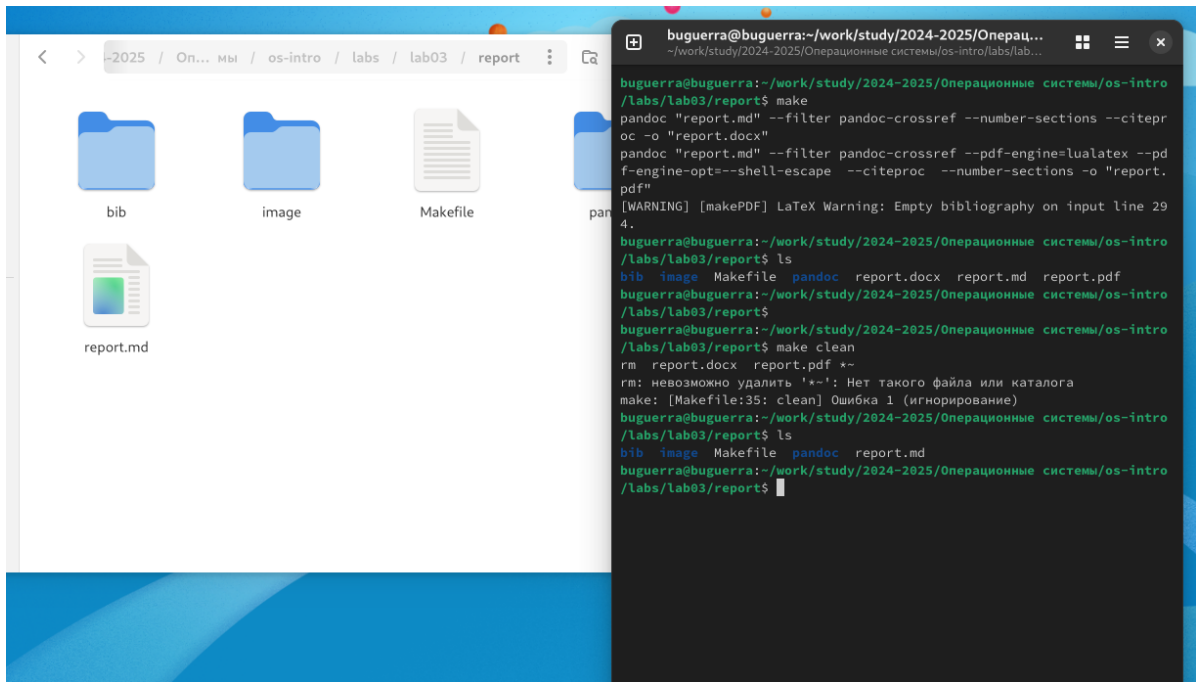 -2025 / Оп... мы / os-intro / labs / lab03 / report
bib
image
Makefile
pan
report.md
buguerra@buguerra:~/work/study/2024-2025/Операц...
~/work/study/2024-2025/Операционные системы/os-intro/labs/lab...
buguerra@buguerra:~/work/study/2024-2025/Операционные системы/os-intro
/labs/lab03/report$ make
pandoc "report.md" --filter pandoc-crossref --number-sections --citepr
oc -o "report.docx"
pandoc "report.md" --filter pandoc-crossref --pdf-engine=lualatex --pd
f-engine-opt=--shell-escape  --citeproc  --number-sections -o "report.
pdf"
[WARNING] [makePDF] LaTeX Warning: Empty bibliography on input line 29
4.
buguerra@buguerra:~/work/study/2024-2025/Операционные системы/os-intro
/labs/lab03/report$ ls
bib  image  Makefile  pandoc  report.docx  report.md  report.pdf
buguerra@buguerra:~/work/study/2024-2025/Операционные системы/os-intro
/labs/lab03/report$
buguerra@buguerra:~/work/study/2024-2025/Операционные системы/os-intro
/labs/lab03/report$ make clean
rm  report.docx  report.pdf *~
rm: невозможно удалить '*~': Нет такого файла или каталога
make: [Makefile:35: clean] Ошибка 1 (игнорирование)
buguerra@buguerra:~/work/study/2024-2025/Операционные системы/os-intro
/labs/lab03/report$ ls
bib  image  Makefile  pandoc  report.md
buguerra@buguerra:~/work/study/2024-2025/Операционные системы/os-intro
/labs/lab03/report$